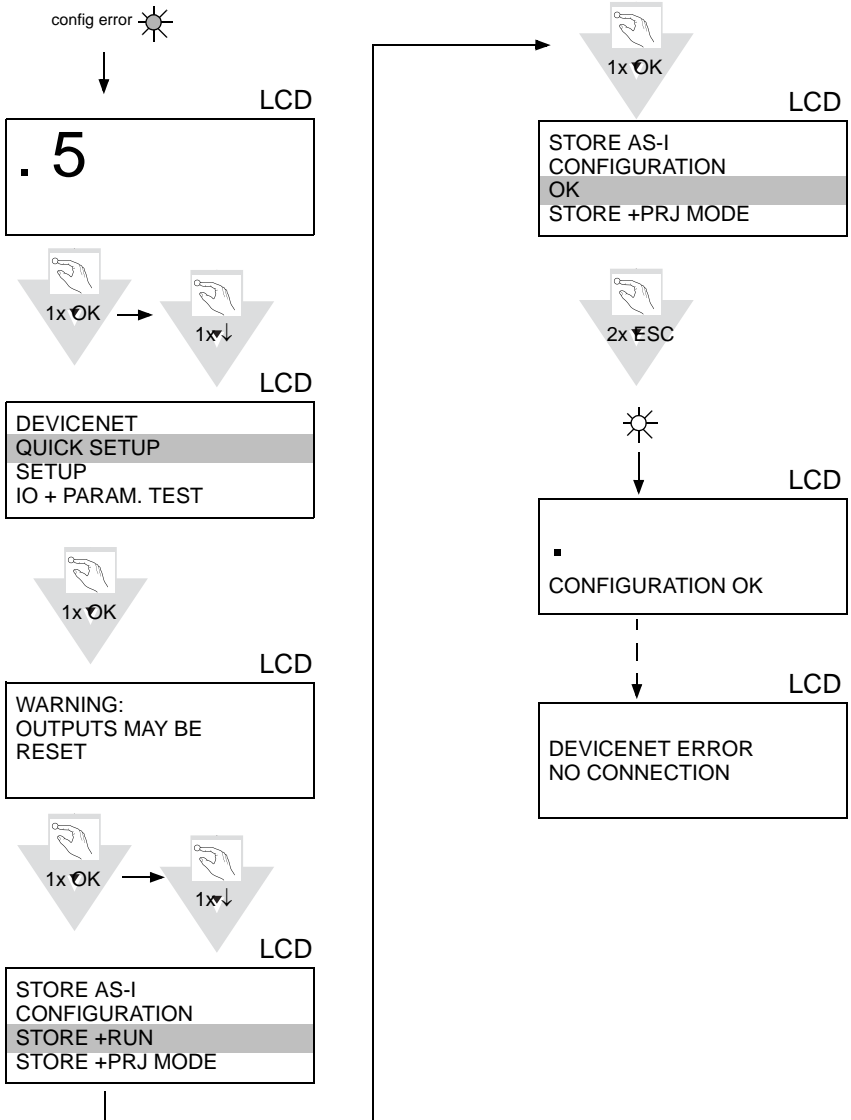 config error
LCD
. 5
1x OK
1x ↓
LCD
DEVICENET
QUICK SETUP
SETUP
IO + PARAM. TEST
1x OK
LCD
WARNING:
OUTPUTS MAY BE
RESET
1x OK
1x ↓
LCD
STORE AS-I
CONFIGURATION
STORE +RUN
STORE +PRJ MODE
1x OK
LCD
STORE AS-I
CONFIGURATION
OK
STORE +PRJ MODE
2x ESC
LCD
.
CONFIGURATION OK
LCD
DEVICENET ERROR
NO CONNECTION